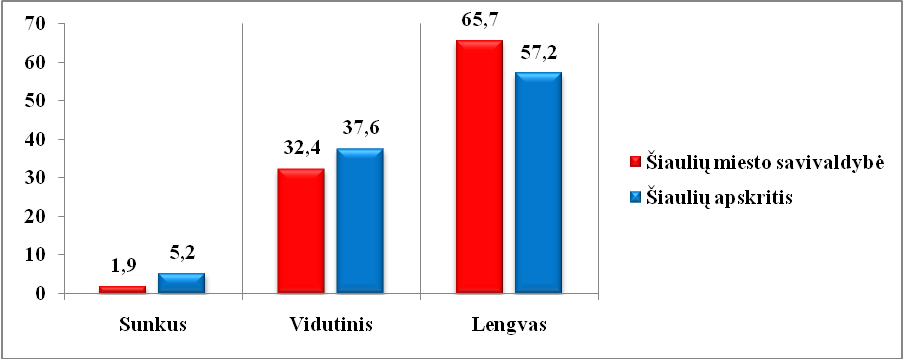 70
60
50
40
30
20
10
0
1,9
5,2
32,4
37,6
65,7
57,2
Sunkus
Vidutinis
Lengvas
Šiaulių miesto savivaldybė
Šiaulių apskritis